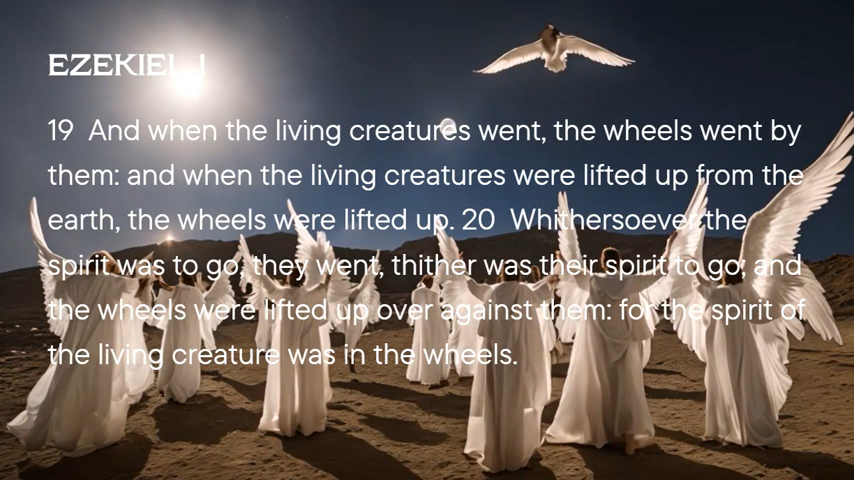 EZEKIEL 1
19 And when the living creatures went, the wheels went by
them: and when the living creatures were lifted up from the
earth, the wheels were lifted up. 20 Whithersoever the
spirit was to go, they went, thither was their spirit to go; and
the wheels were lifted up over against them: for the spirit of
the living creature was in the wheels.